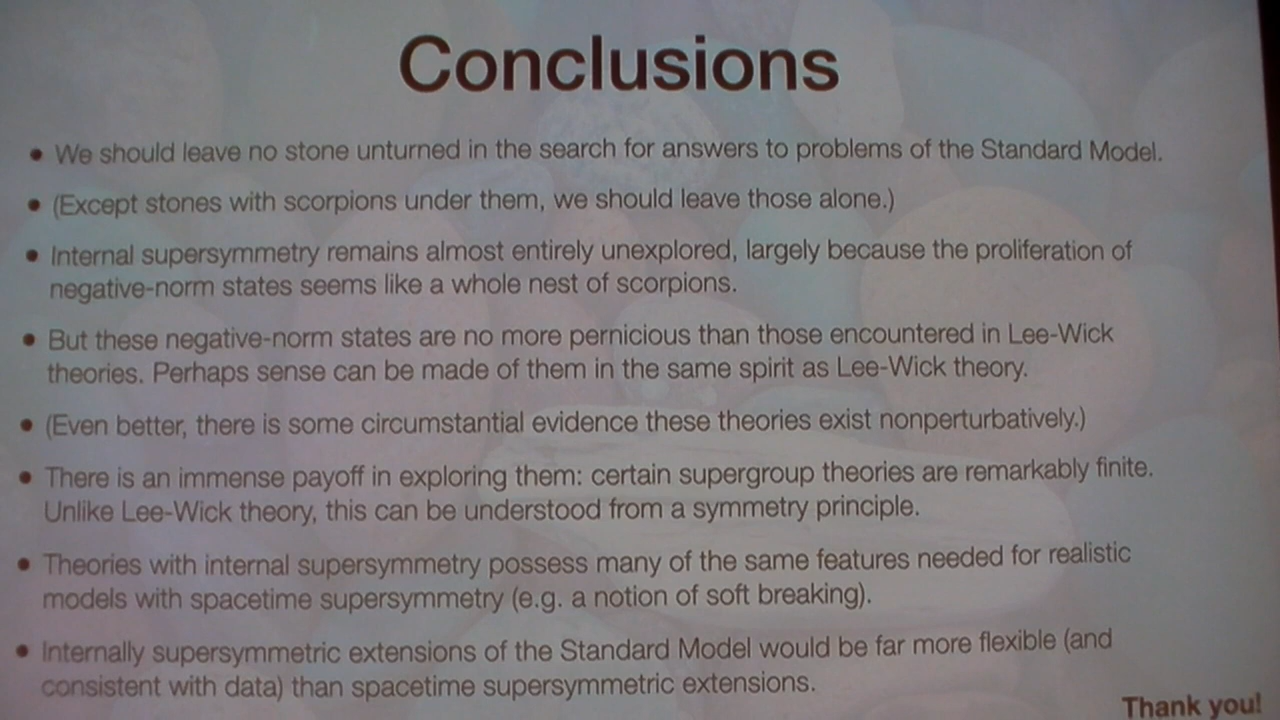 Conclusions
• We should leave no stone unturned in the search for answers to problems of the Standard Model.
• (Except stones with scorpions under them, we should leave those alone.)
• Internal supersymmetry remains almost entirely unexplored, largely because the proliferation of
negative-norm states seems like a whole nest of scorpions.
• But these negative-norm states are no more pernicious than those encountered in Lee-Wick
theories. Perhaps sense can be made of them in the same spirit as Lee-Wick theory.
• (Even better, there is some circumstantial evidence these theories exist nonperturbatively.)
• There is an immense payoff in exploring them: certain supergroup theories are remarkably finite.
Unlike Lee-Wick theory, this can be understood from a symmetry principle.
• Theories with internal supersymmetry possess many of the same features needed for realistic
models with spacetime supersymmetry (e.g. a notion of soft breaking).
• Internally supersymmetric extensions of the Standard Model would be far more flexible (and
consistent with data) than spacetime supersymmetric extensions.
Thank you!